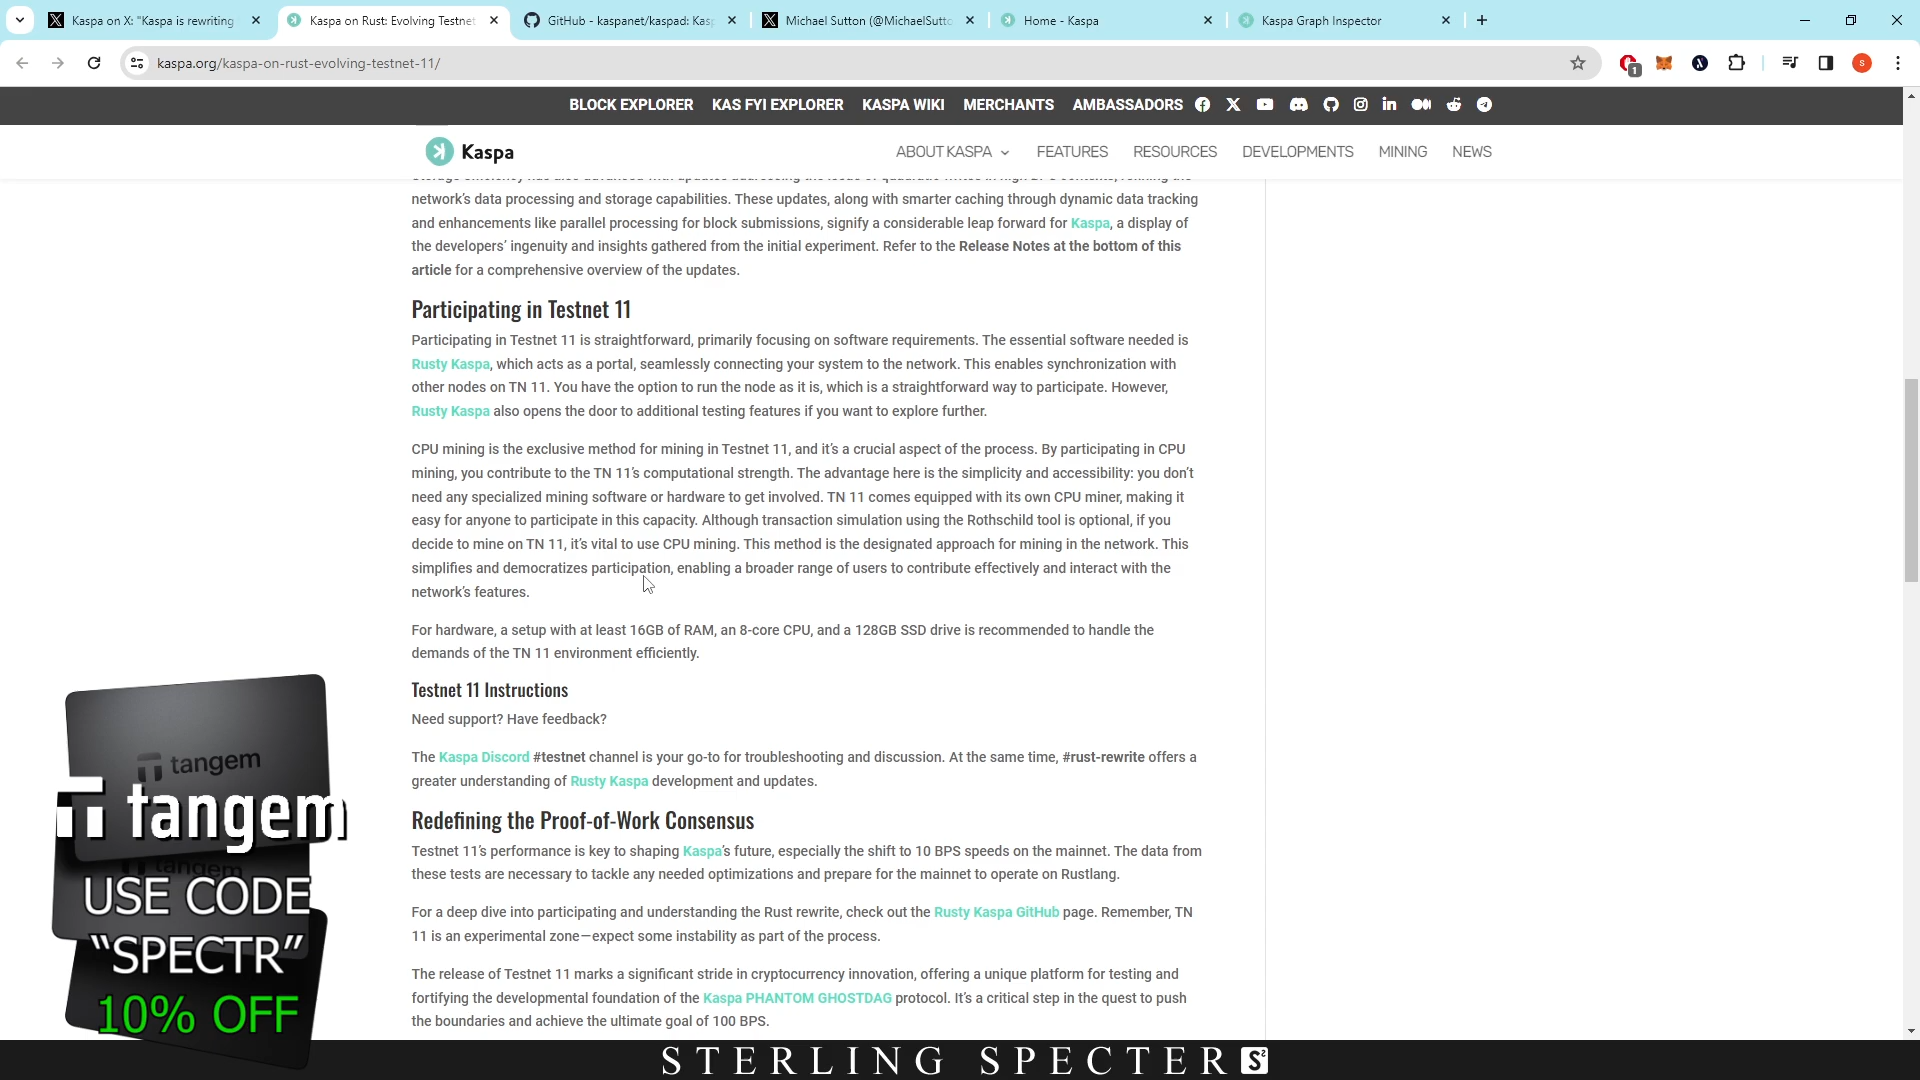 Kaspa on X: "Kaspa is rewriting
Kaspa on Rust: Evolving Testnet
GitHub - kaspanet/kaspad: Kasp
Michael Sutton (@MichaelSutto
Home - Kaspa
Kaspa Graph Inspector
kaspa.org/kaspa-on-rust-evolving-testnet-11/
1
S
BLOCK EXPLORER KAS FYI EXPLORER KASPA WIKI MERCHANTS AMBASSADORS
Kaspa
ABOUT KASPA FEATURES RESOURCES DEVELOPMENTS MINING NEWS
network's data processing and storage capabilities. These updates, along with smarter caching through dynamic data tracking
and enhancements like parallel processing for block submissions, signify a considerable leap forward for Kaspa, a display of
the developers' ingenuity and insights gathered from the initial experiment. Refer to the Release Notes at the bottom of this
article for a comprehensive overview of the updates.
Participating in Testnet 11
Participating in Testnet 11 is straightforward, primarily focusing on software requirements. The essential software needed is
Rusty Kaspa, which acts as a portal, seamlessly connecting your system to the network. This enables synchronization with
other nodes on TN 11. You have the option to run the node as it is, which is a straightforward way to participate. However,
Rusty Kaspa also opens the door to additional testing features if you want to explore further.
CPU mining is the exclusive method for mining in Testnet 11, and it's a crucial aspect of the process. By participating in CPU
mining, you contribute to the TN 11's computational strength. The advantage here is the simplicity and accessibility: you don't
need any specialized mining software or hardware to get involved. TN 11 comes equipped with its own CPU miner, making it
easy for anyone to participate in this capacity. Although transaction simulation using the Rothschild tool is optional, if you
decide to mine on TN 11, it's vital to use CPU mining. This method is the designated approach for mining in the network. This
simplifies and democratizes participation, enabling a broader range of users to contribute effectively and interact with the
network's features.
For hardware, a setup with at least 16GB of RAM, an 8-core CPU, and a 128GB SSD drive is recommended to handle the
demands of the TN 11 environment efficiently.
Testnet 11 Instructions
Need support? Have feedback?
The Kaspa Discord #testnet channel is your go-to for troubleshooting and discussion. At the same time, #rust-rewrite offers a
greater understanding of Rusty Kaspa development and updates.
Redefining the Proof-of-Work Consensus
Testnet 11's performance is key to shaping Kaspa's future, especially the shift to 10 BPS speeds on the mainnet. The data from
these tests are necessary to tackle any needed optimizations and prepare for the mainnet to operate on Rustlang.
For a deep dive into participating and understanding the Rust rewrite, check out the Rusty Kaspa GitHub page. Remember, TN
11 is an experimental zone—expect some instability as part of the process.
The release of Testnet 11 marks a significant stride in cryptocurrency innovation, offering a unique platform for testing and
fortifying the developmental foundation of the Kaspa PHANTOM GHOSTDAG protocol. It's a critical step in the quest to push
the boundaries and achieve the ultimate goal of 100 BPS.
tangem
tangem
tangem
USE CODE
"SPECTR"
10% OFF
STERLING SPECTER